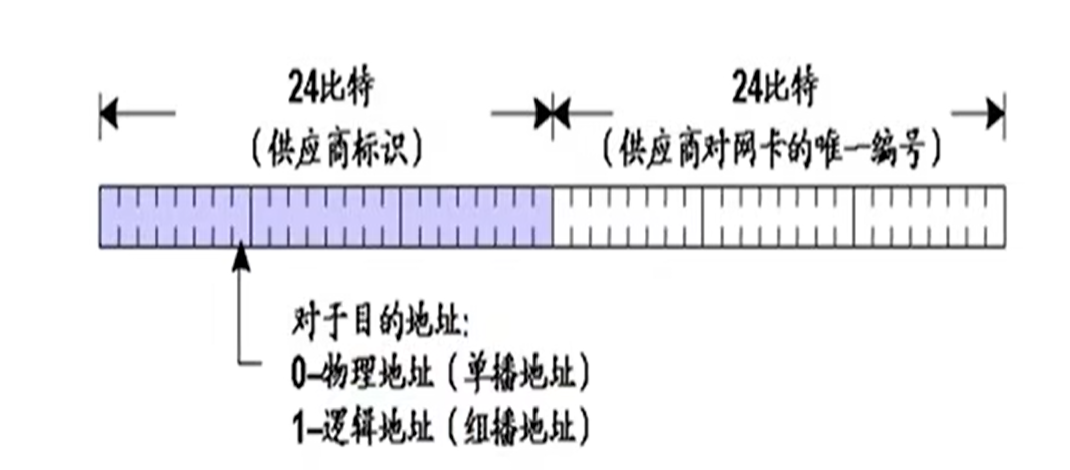 24比特
(供应商标识)
24比特
(供应商对网卡的唯一编号)
对于目的地址:
0–物理地址(单播地址)
1–逻辑地址(组播地址)